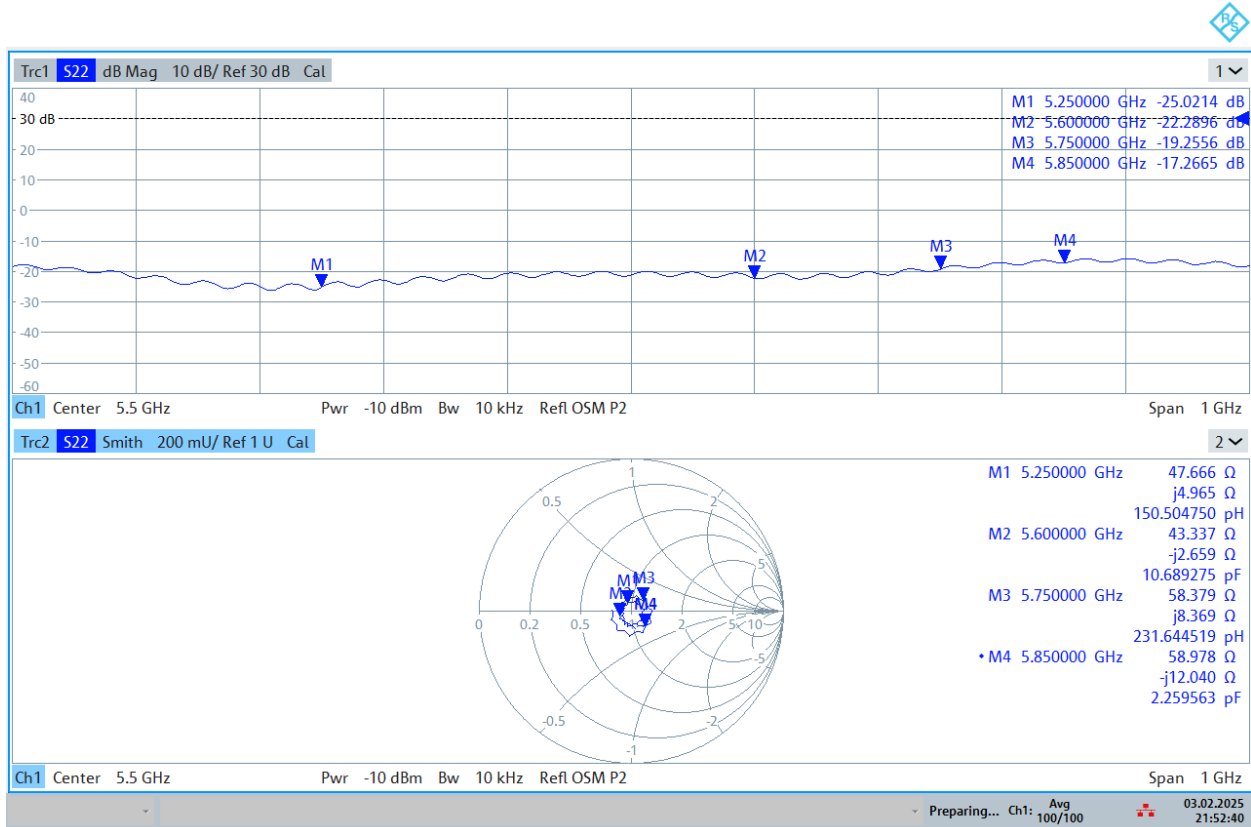 R&S
Trc1 S22 dB Mag 10 dB/ Ref 30 dB Cal 1
40
30 dB
20
10
0
-10
-20
-30
-40
-50
-60
M1 5.250000 GHz -25.0214 dB
M2 5.600000 GHz -22.2896 dB
M3 5.750000 GHz -19.2556 dB
M4 5.850000 GHz -17.2665 dB
M1
M2
M3
M4
Ch1 Center 5.5 GHz Pwr -10 dBm Bw 10 kHz Refl OSM P2 Span 1 GHz
Trc2 S22 Smith 200 mU/ Ref 1 U Cal 2
1
0.5
2
5
M1
M3
M2
M4
0
0.2
0.5
1
2
5
10
-5
-0.5
-2
-1
M1 5.250000 GHz 47.666 Ω
j4.965 Ω
150.504750 pH
M2 5.600000 GHz 43.337 Ω
-j2.659 Ω
10.689275 pF
M3 5.750000 GHz 58.379 Ω
j8.369 Ω
231.644519 pH
M4 5.850000 GHz 58.978 Ω
-j12.040 Ω
2.259563 pF
Ch1 Center 5.5 GHz Pwr -10 dBm Bw 10 kHz Refl OSM P2 Span 1 GHz
Preparing... Ch1: Avg 100/100
03.02.2025
21:52:40